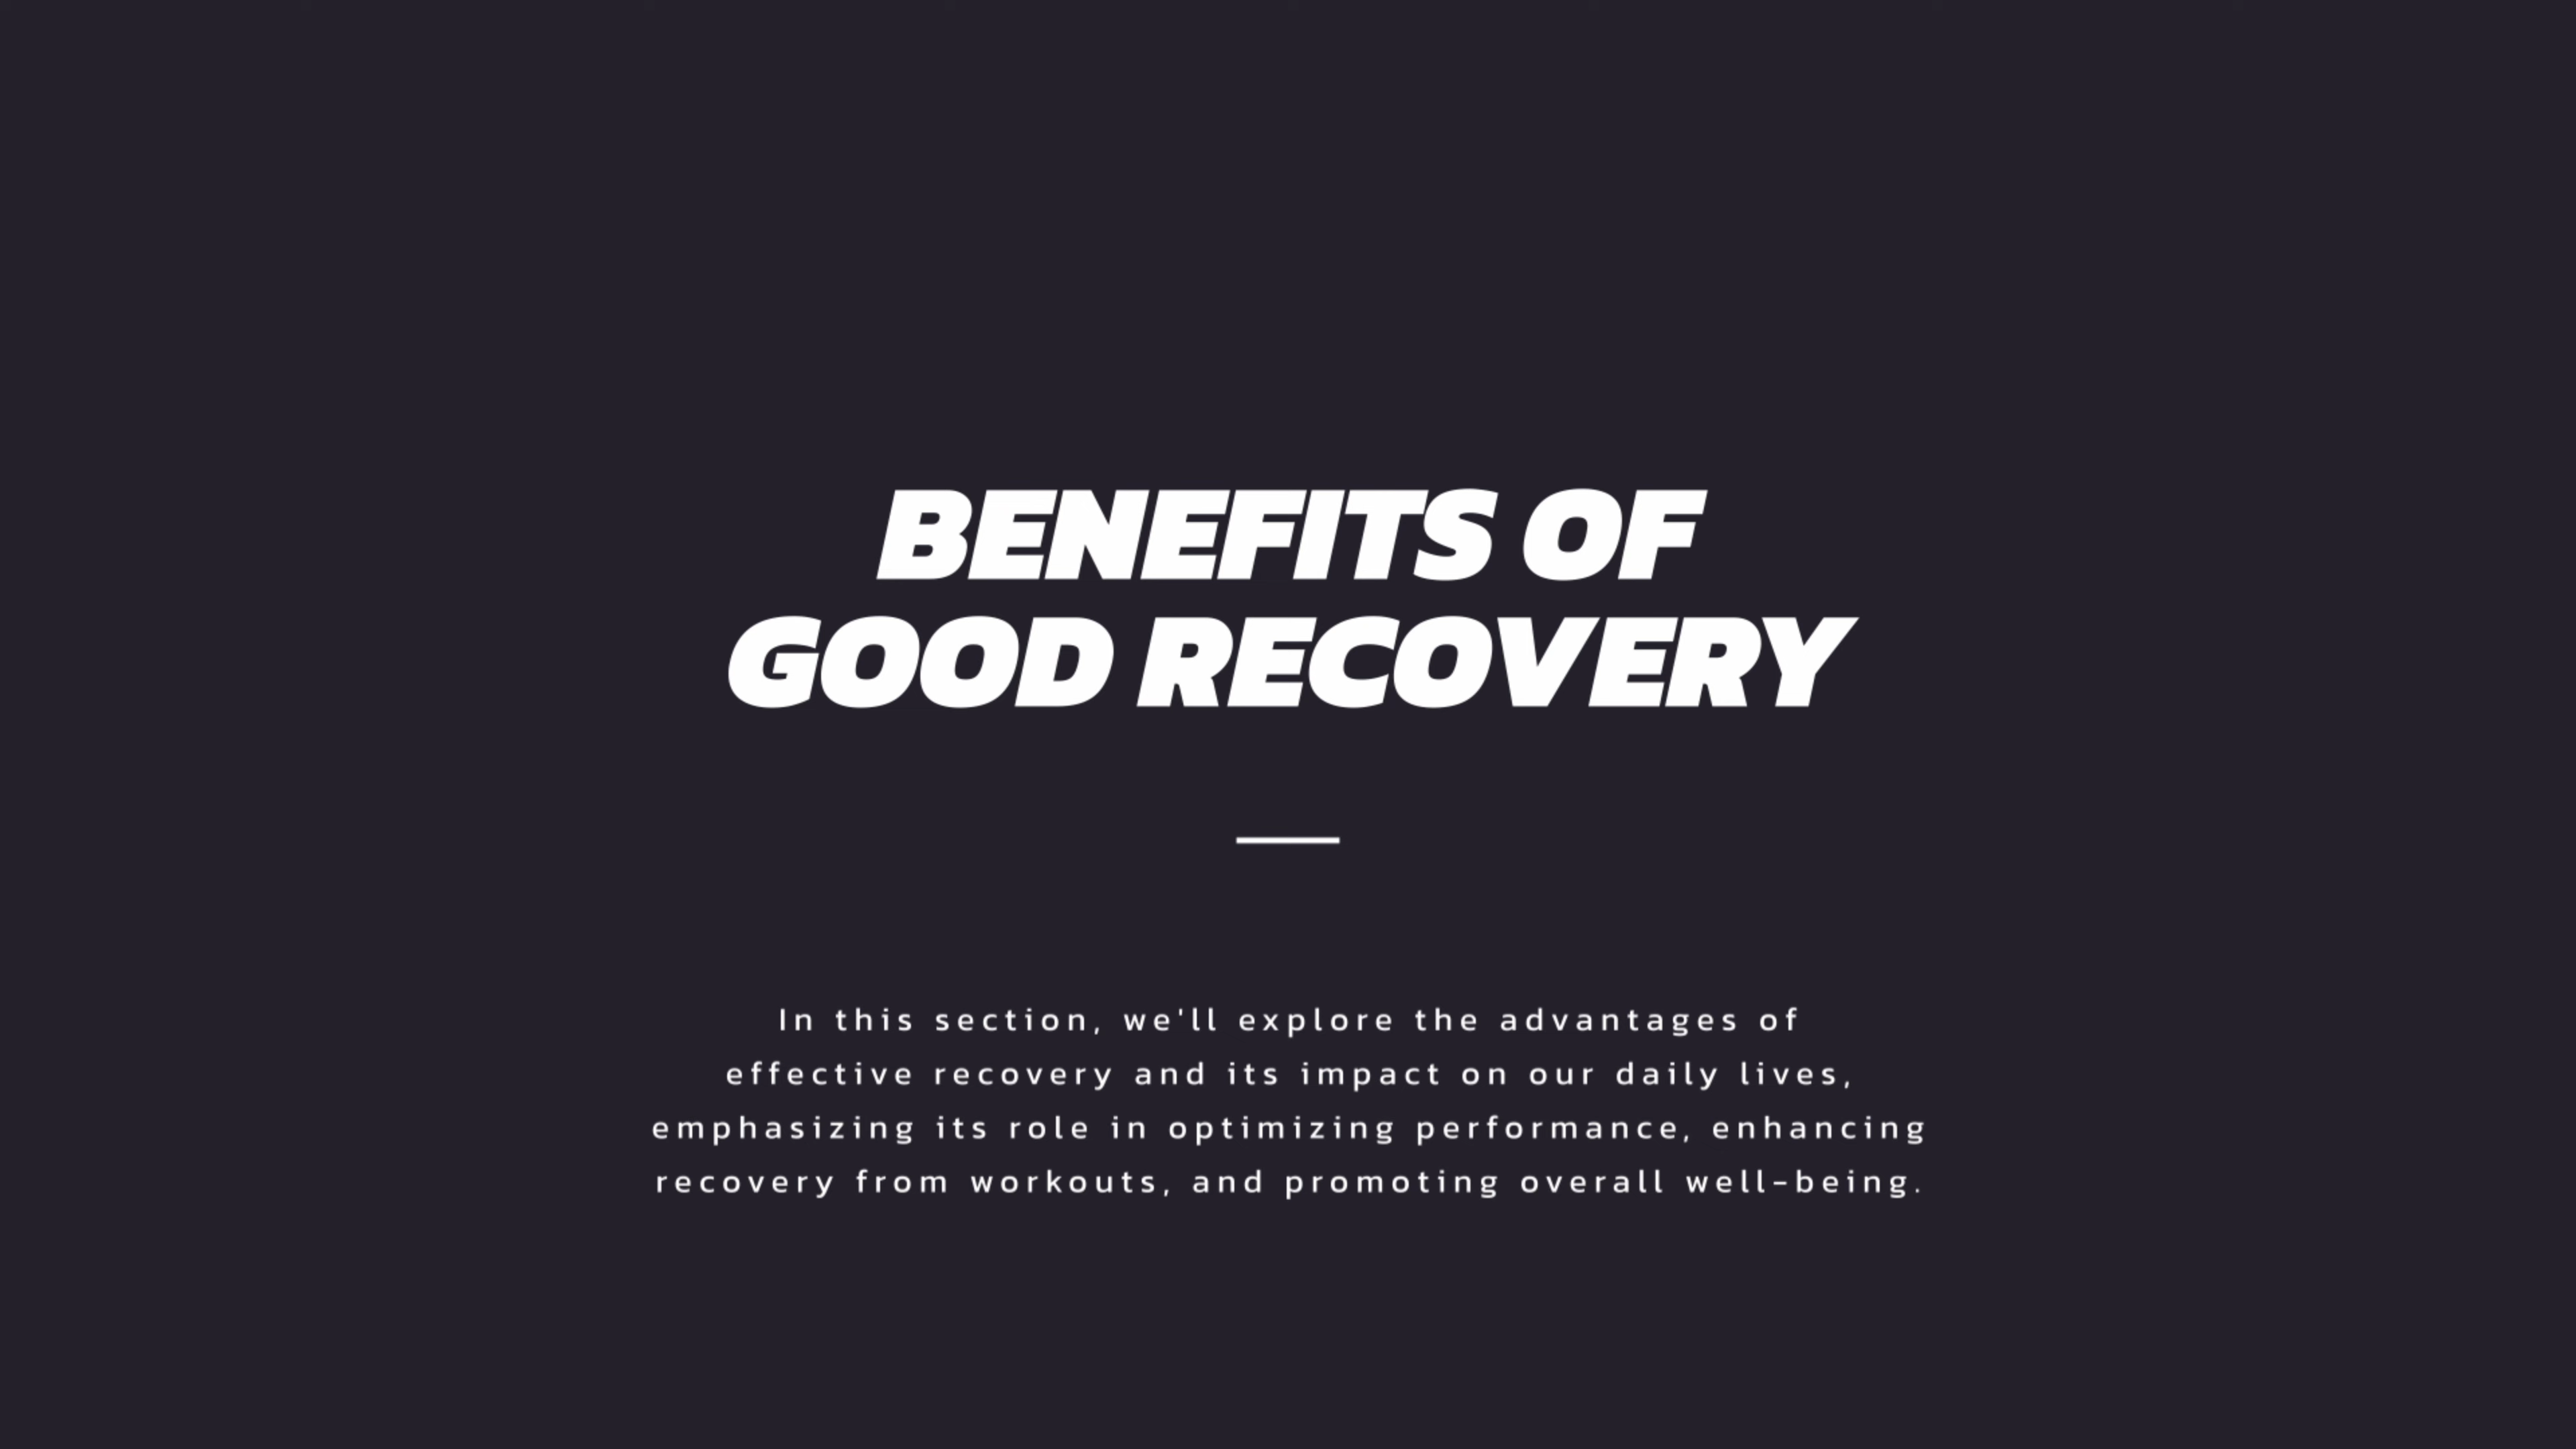 BENEFITS OF
GOOD RECOVERY
In this section, we'll explore the advantages of
effective recovery and its impact on our daily lives,
emphasizing its role in optimizing performance, enhancing
recovery from workouts, and promoting overall well-being.